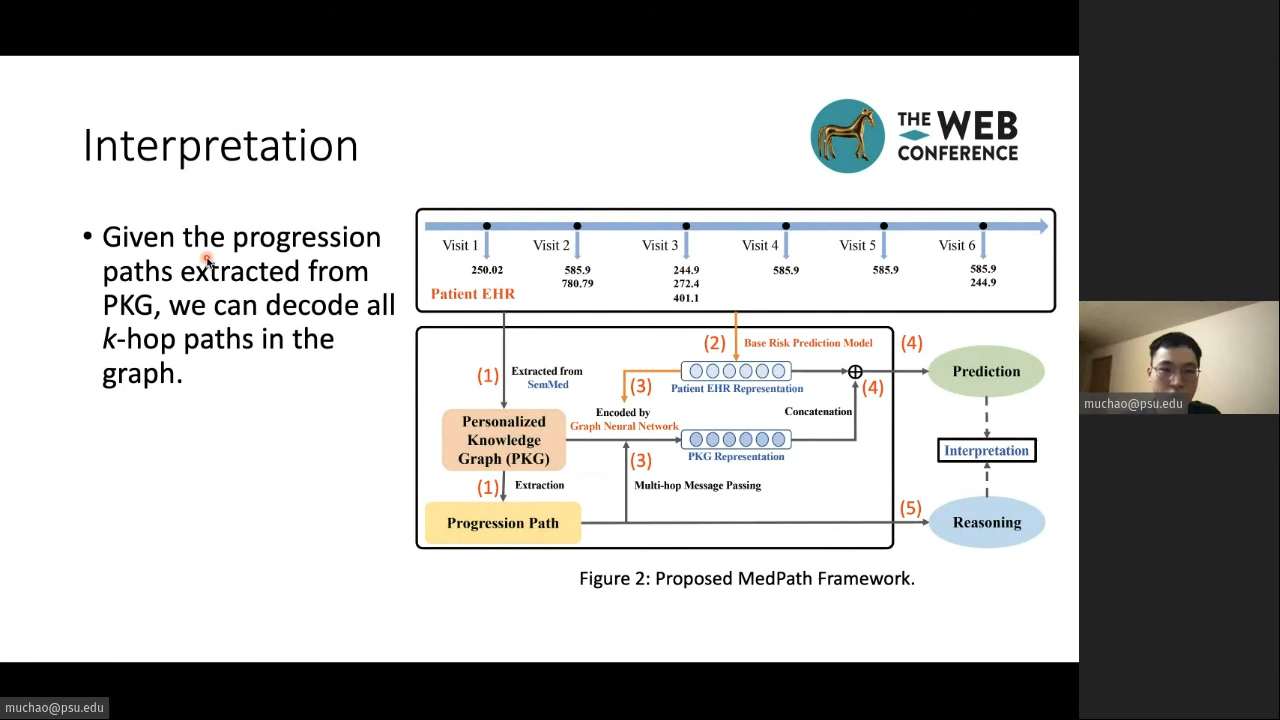 Interpretation
THE WEB
CONFERENCE
• Given the progression
paths extracted from
PKG, we can decode all
k-hop paths in the
graph.
Visit 1
Visit 2
Visit 3
Visit 4
Visit 5
Visit 6
250.02
585.9
780.79
244.9
272.4
401.1
585.9
585.9
585.9
244.9
Patient EHR
(1)
Extracted from
SemMed
(2)
Base Risk Prediction Model
(3)
Patient EHR Representation
(4)
(4)
Prediction
Encoded by
Graph Neural Network
Concatenation
Personalized
Knowledge
Graph (PKG)
(3)
PKG Representation
Interpretation
(1)
Extraction
Multi-hop Message Passing
Progression Path
(5)
Reasoning
Figure 2: Proposed MedPath Framework.
muchao@psu.edu
muchao@psu.edu